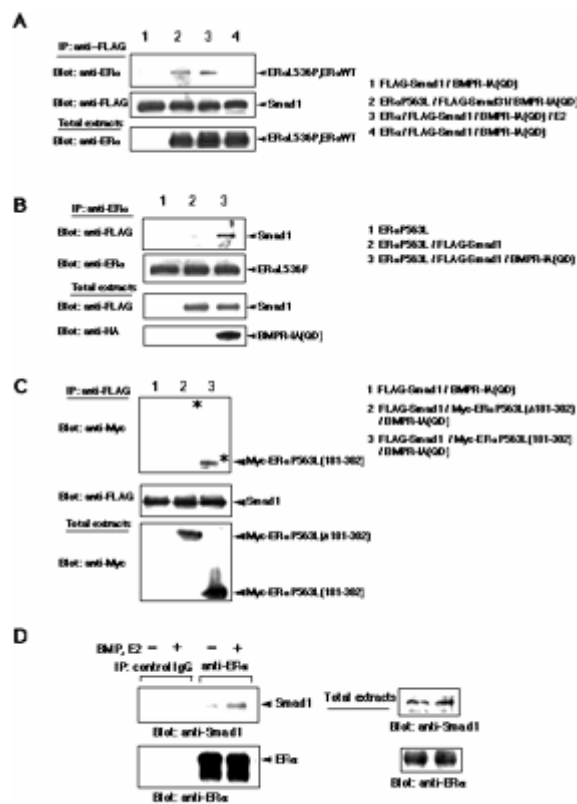 A
IP: anti-FLAG
1 2 3 4
Blot: anti-ERα
ERαL536P,ERαWT
Blot: anti-FLAG
Smad1
Total extracts
Blot: anti-ERα
ERαL536P,ERαWT
1 FLAG-Smad1 / BMPR-IA(QD)
2 ERαP563L / FLAG-Smad31/ BMPR-IA(QD)
3 ERα / FLAG-Smad1 / BMPR-IA(QD) / E2
4 ERα / FLAG-Smad1 / BMPR-IA(QD)
B
IP: anti-ERα
1 2 3
Blot: anti-FLAG
Smad1
Blot: anti-ERα
ERαL536P
Total extracts
Blot: anti-FLAG
Smad1
Blot: anti-HA
BMPR-IA(QD)
1 ERαP563L
2 ERαP563L / FLAG-Smad1
3 ERαP563L / FLAG-Smad1 / BMPR-IA(QD)
C
IP: anti-FLAG
1 2 3
*
Blot: anti-Myc
*
Myc-ERαP563L(181-302)
Blot: anti-FLAG
Smad1
Total extracts
Myc-ERαP563L(Δ181-302)
Blot: anti-Myc
Myc-ERαP563L(181-302)
1 FLAG-Smad1 / BMPR-IA(QD)
2 FLAG-Smad1 / Myc-ERαP563L(Δ181-302)
/ BMPR-IA(QD)
3 FLAG-Smad1 / Myc-ERαP563L(181-302)
/ BMPR-IA(QD)
D
BMP, E2 − + − +
IP: control IgG anti-ERα
Smad1
Blot: anti-Smad1
ERα
Blot: anti-ERα
Total extracts
Blot: anti-Smad1
Blot: anti-ERα